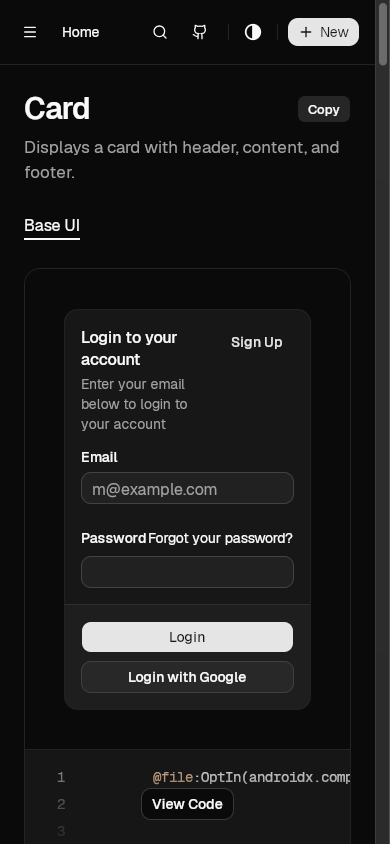 Home
New
Card
Copy
Displays a card with header, content, and
footer.
Base UI
Login to your
account
Sign Up
Enter your email
below to login to
your account
Email
m@example.com
Password Forgot your password?
Login
Login with Google
1 @file:OptIn(androidx.comp
2
View Code
3